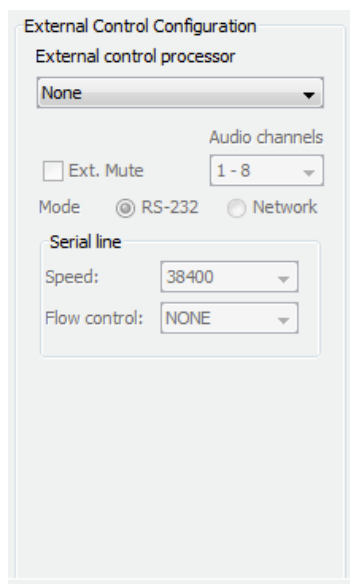 External Control Configuration
External control processor
None
Audio channels
Ext. Mute 1 - 8
Mode RS-232 Network
Serial line
Speed: 38400
Flow control: NONE